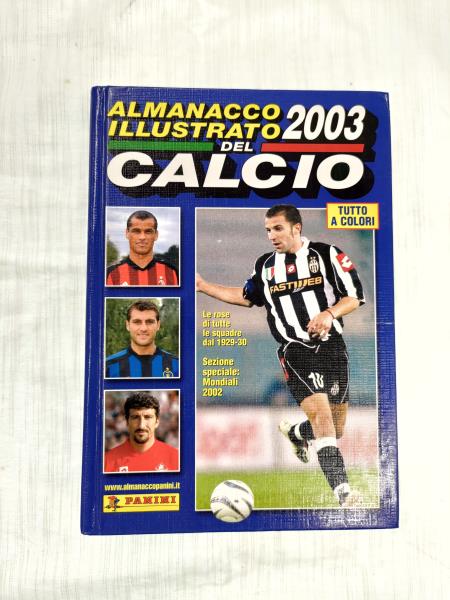 ALMANACCO
ILLUSTRATO 2003
DEL
CALCIO
TUTTO
A COLORI
FASTWEB
Le rose
di tutte
le squadre
dal 1929-30
Sezione
speciale:
Mondiali
2002
10
www.almanaccopanini.it
PANINI